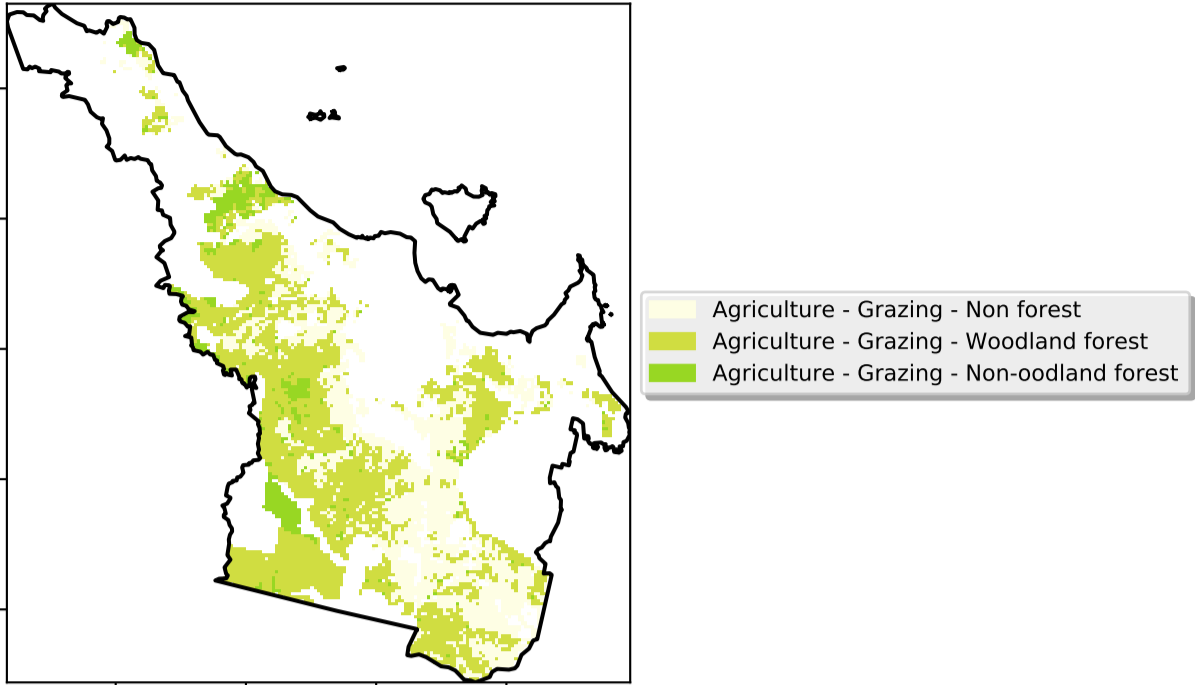 Agriculture - Grazing - Non forest
Agriculture - Grazing - Woodland forest
Agriculture - Grazing - Non-oodland forest